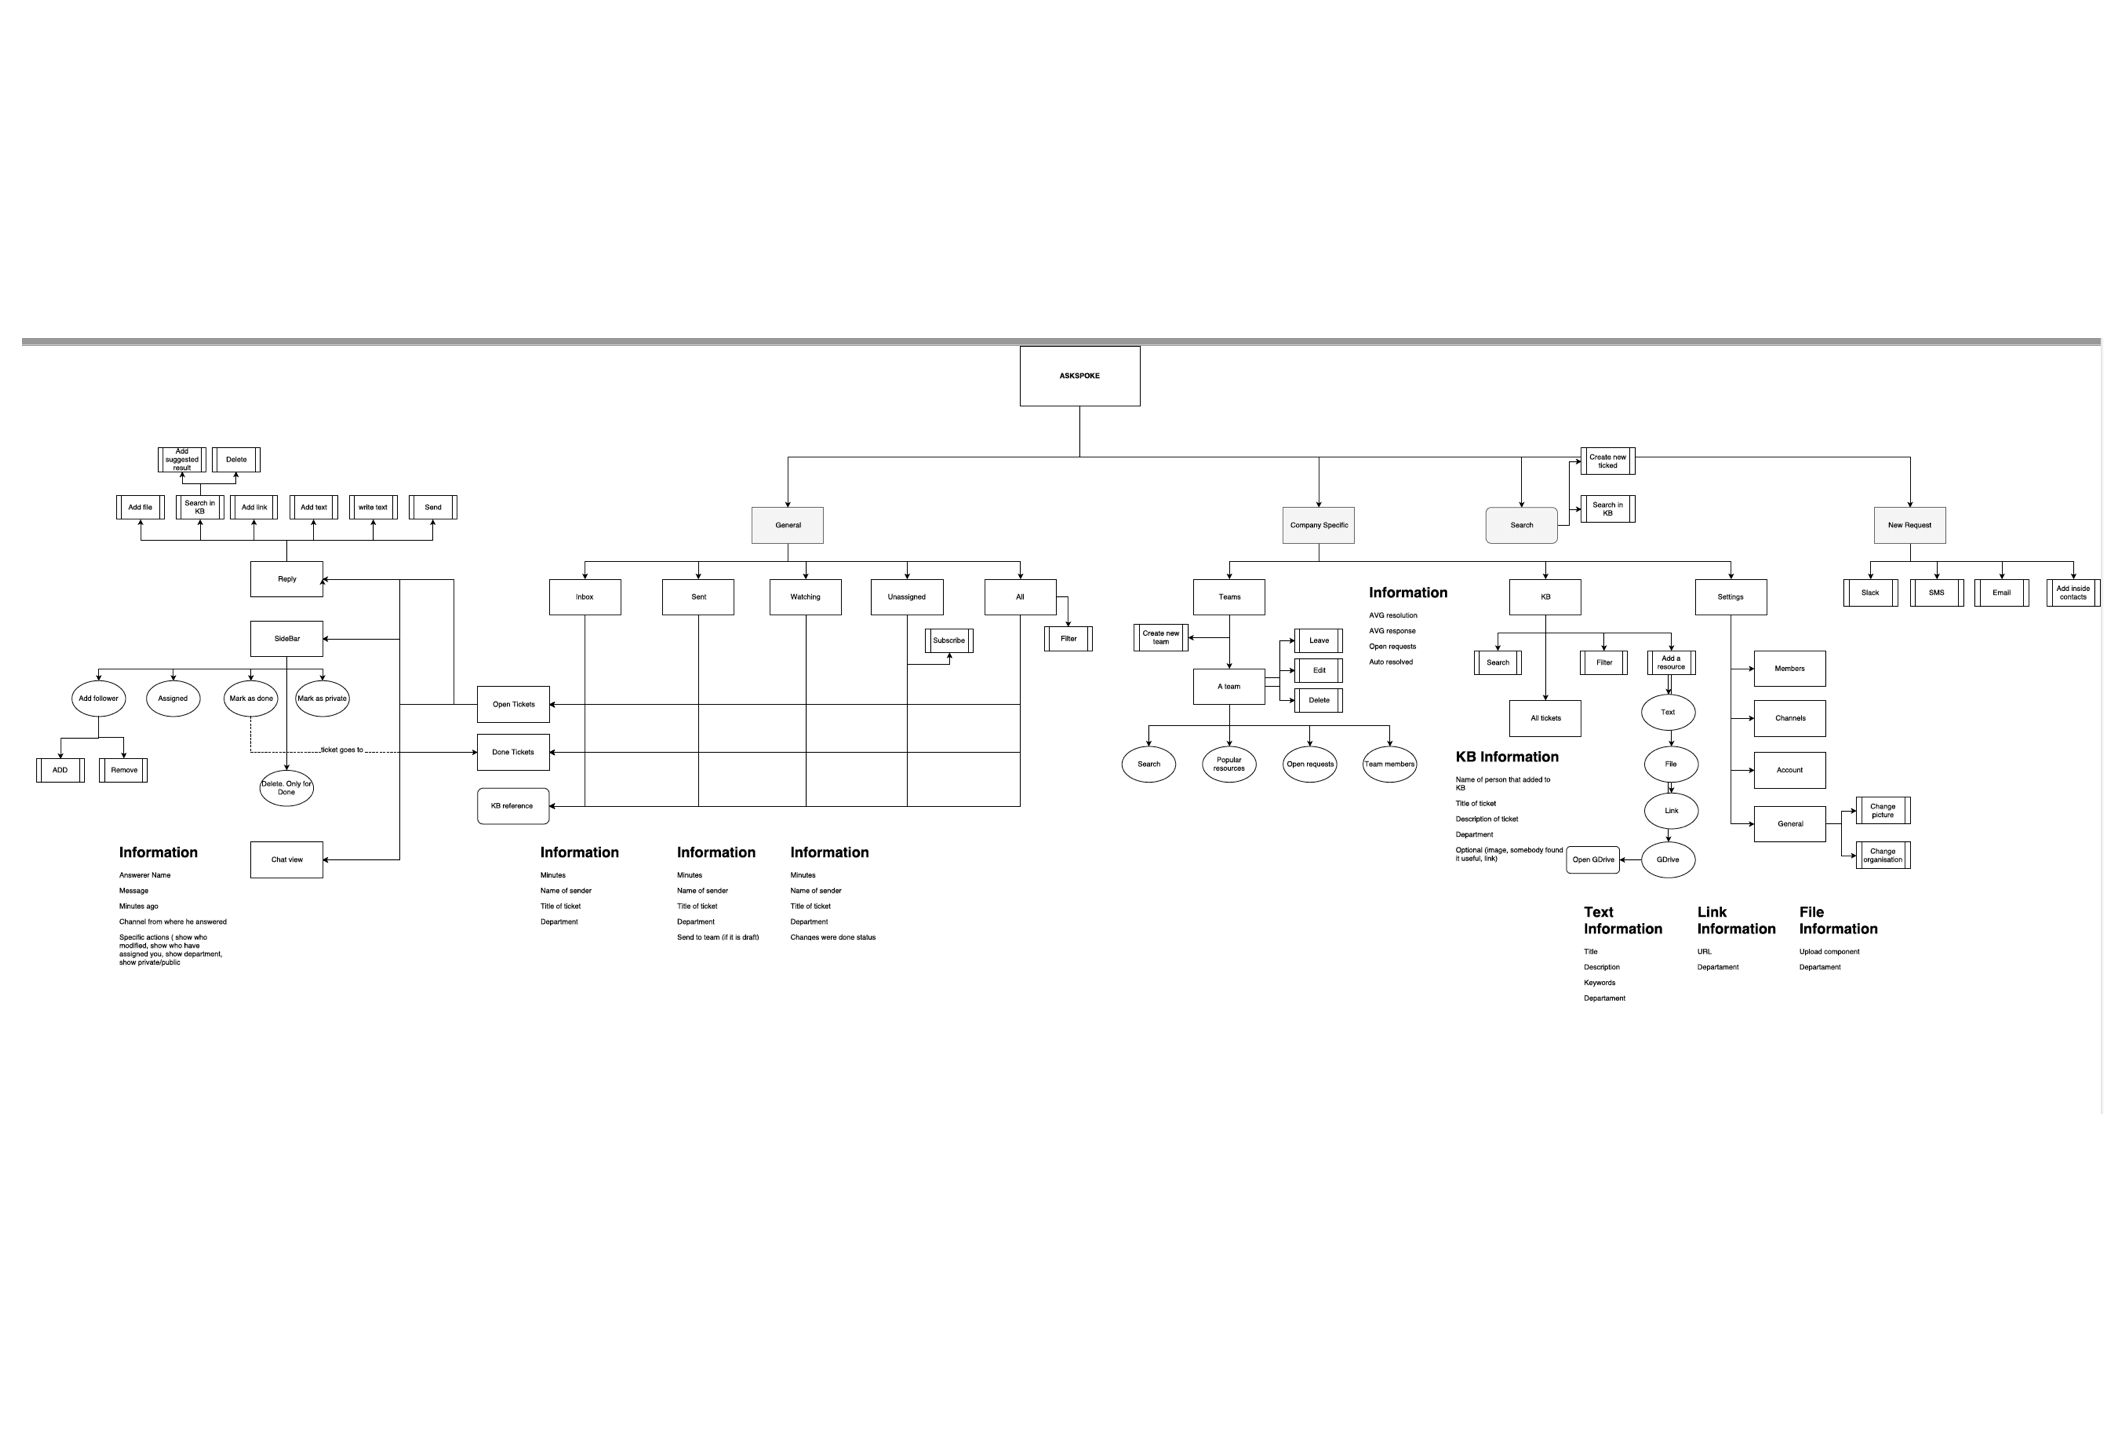 ASKSPOKE
Add
suggested
result
Delete
Create new
ticked
Add file
Search in
KB
Add link
Add text
write text
Send
Search in
KB
General
Company Specific
Search
New Request
Reply
Inbox
Sent
Watching
Unassigned
All
Teams
Information
AVG resolution
AVG response
Open requests
Auto resolved
KB
Settings
Slack
SMS
Email
Add inside
contacts
SideBar
Subscribe
Filter
Create new
team
Leave
Edit
Delete
A team
Search
Filter
Add a
resource
Members
Add follower
Assigned
Mark as done
Mark as private
Open Tickets
All tickets
Text
Channels
ticket goes to
Done Tickets
ADD
Remove
Delete. Only for
Done
KB reference
Search
Popular
resources
Open requests
Team members
KB Information
Name of person that added to
KB
Title of ticket
Description of ticket
Department
Optional (image, somebody found
it useful, link)
File
Link
Open GDrive
GDrive
Account
General
Change
picture
Change
organisation
Chat view
Information
Answerer Name
Message
Minutes ago
Channel from where he answered
Specific actions ( show who
modified, show who have
assigned you, show department,
show private/public
Information
Minutes
Name of sender
Title of ticket
Department
Information
Minutes
Name of sender
Title of ticket
Department
Send to team (if it is draft)
Information
Minutes
Name of sender
Title of ticket
Department
Changes were done status
Text
Information
Title
Description
Keywords
Departament
Link
Information
URL
Departament
File
Information
Upload component
Departament